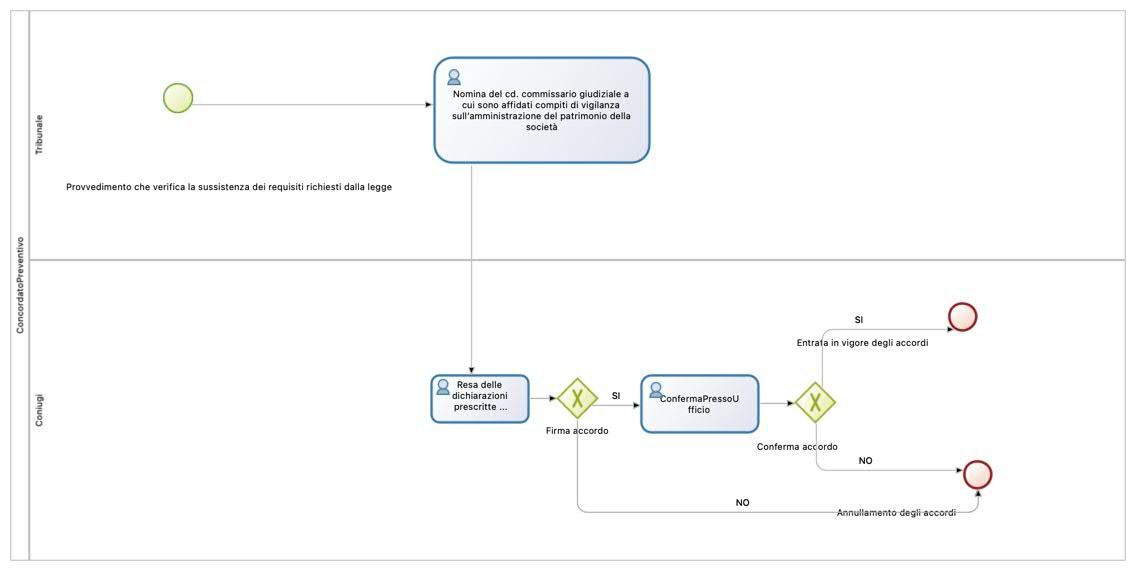 ConcordatoPreventivo
Tribunale
Nomina del cd. commissario giudiziale a
cui sono affidati compiti di vigilanza
sull'amministrazione del patrimonio della
società
Provvedimento che verifica la sussistenza dei requisiti richiesti dalla legge
Coniugi
SI
Entrata in vigore degli accordi
Resa delle
dichiarazioni
prescritte ...
Firma accordo
SI
ConfermaPressoU
fficio
Conferma accordo
NO
NO
Annullamento degli accordi